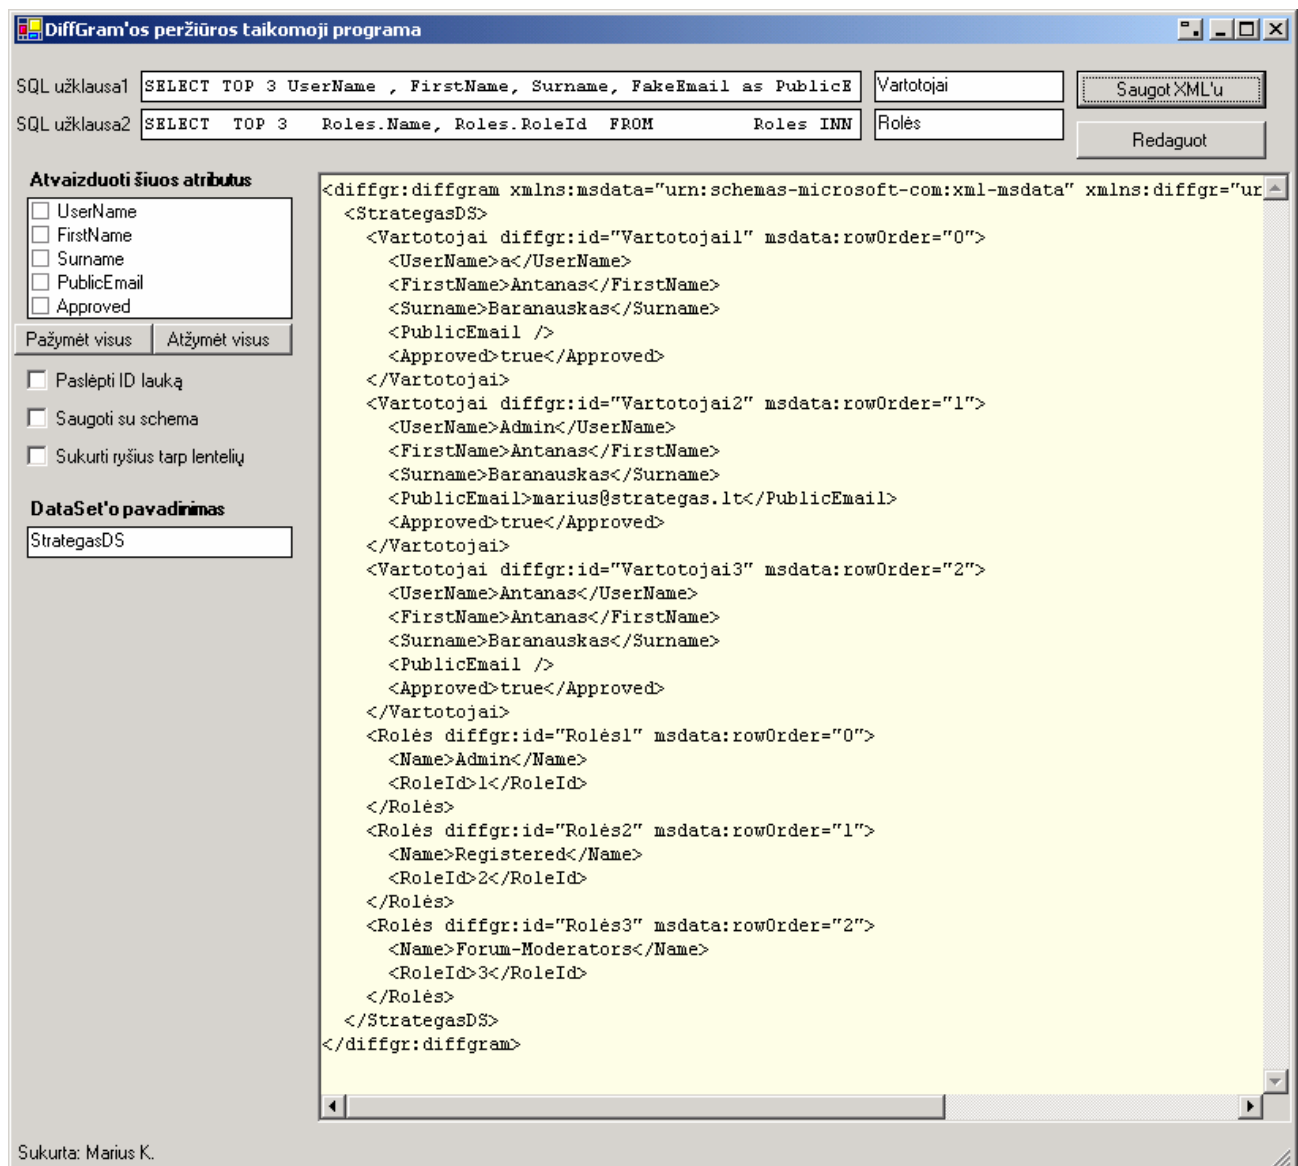 DiffGram'os peržiūros taikomoji programa
SQL užklausa1 SELECT TOP 3 UserName , FirstName, Surname, FakeEmail as PublicE Vartotojai Saugot XML'u
SQL užklausa2 SELECT TOP 3 Roles.Name, Roles.RoleId FROM Roles INN Rolės
Redaguot
Atvaizduoti šiuos atributus
UserName
FirstName
Surname
PublicEmail
Approved
Pažymėt visus Atžymėt visus
Paslėpti ID lauką
Saugoti su schema
Sukurti ryšius tarp lentelių
DataSet'o pavadinimas
StrategasDS
<diffgr:diffgram xmlns:msdata="urn:schemas-microsoft-com:xml-msdata" xmlns:diffgr="ur
<StrategasDS>
<Vartotojai diffgr:id="Vartotojai1" msdata:rowOrder="0">
<UserName>a</UserName>
<FirstName>Antanas</FirstName>
<Surname>Baranauskas</Surname>
<PublicEmail />
<Approved>true</Approved>
</Vartotojai>
<Vartotojai diffgr:id="Vartotojai2" msdata:rowOrder="1">
<UserName>Admin</UserName>
<FirstName>Antanas</FirstName>
<Surname>Baranauskas</Surname>
<PublicEmail>marius@strategas.lt</PublicEmail>
<Approved>true</Approved>
</Vartotojai>
<Vartotojai diffgr:id="Vartotojai3" msdata:rowOrder="2">
<UserName>Antanas</UserName>
<FirstName>Antanas</FirstName>
<Surname>Baranauskas</Surname>
<PublicEmail />
<Approved>true</Approved>
</Vartotojai>
<Rolės diffgr:id="Rolės1" msdata:rowOrder="0">
<Name>Admin</Name>
<RoleId>1</RoleId>
</Rolės>
<Rolės diffgr:id="Rolės2" msdata:rowOrder="1">
<Name>Registered</Name>
<RoleId>2</RoleId>
</Rolės>
<Rolės diffgr:id="Rolės3" msdata:rowOrder="2">
<Name>Forum-Moderators</Name>
<RoleId>3</RoleId>
</Rolės>
</StrategasDS>
</diffgr:diffgram>
Sukurta: Marius K.